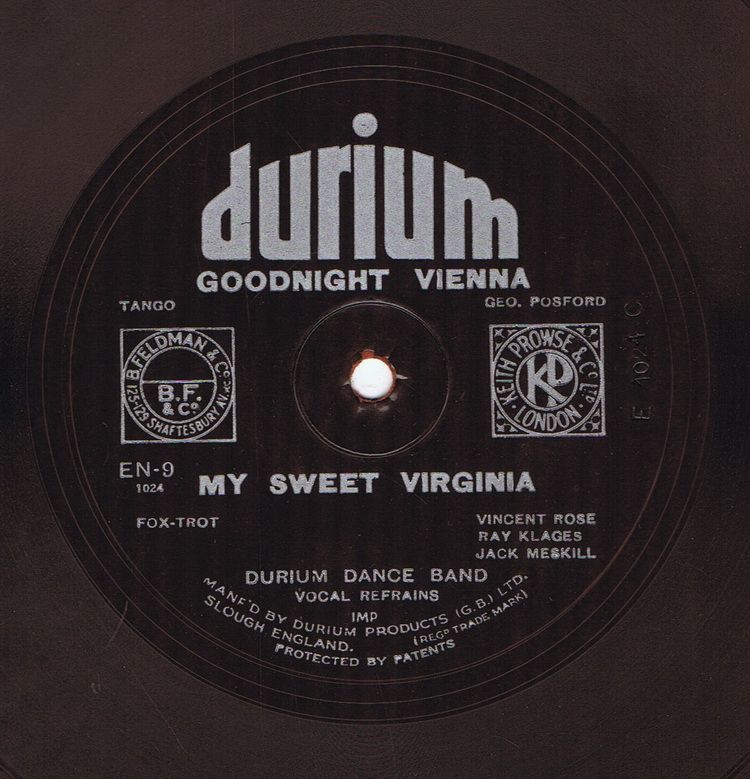 durium
GOODNIGHT VIENNA
TANGO
GEO. POSFORD
B. FELDMAN & Co
B.F.
& Co
125-129 SHAFTESBURY AV. WC
KEITH PROWSE & Co Ltd
KP
· LONDON ·
E 1024 C
EN-9
1024
MY SWEET VIRGINIA
FOX-TROT
VINCENT ROSE
RAY KLAGES
JACK MESKILL
DURIUM DANCE BAND
VOCAL REFRAINS
IMP
MANF'D BY DURIUM PRODUCTS (G.B.) LTD.
SLOUGH ENGLAND.
(REGD TRADE MARK)
PROTECTED BY PATENTS